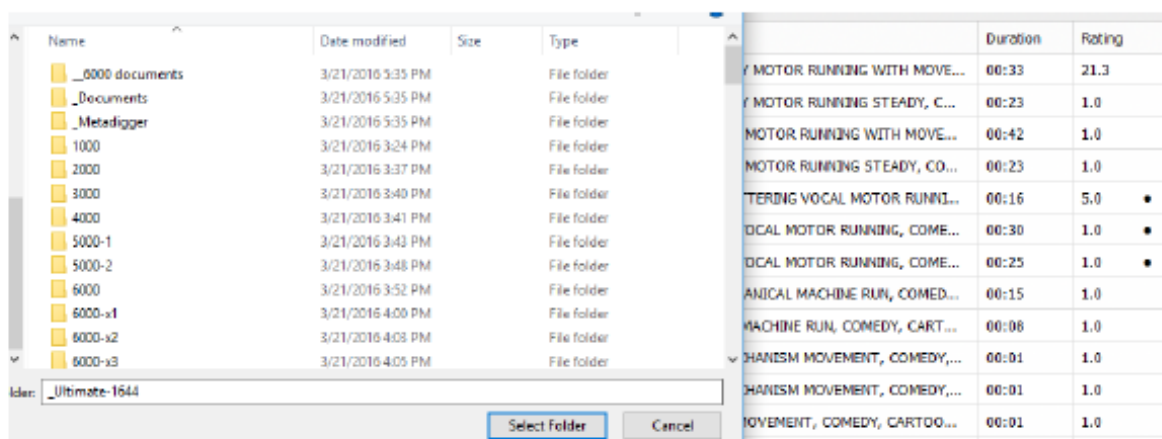 Name Date modified Size Type
__6000 documents 3/21/2016 5:35 PM File folder
_Documents 3/21/2016 5:35 PM File folder
_Metadigger 3/21/2016 5:35 PM File folder
1000 3/21/2016 3:24 PM File folder
2000 3/21/2016 3:37 PM File folder
3000 3/21/2016 3:40 PM File folder
4000 3/21/2016 3:41 PM File folder
5000-1 3/21/2016 3:43 PM File folder
5000-2 3/21/2016 3:48 PM File folder
6000 3/21/2016 3:52 PM File folder
6000-x1 3/21/2016 4:00 PM File folder
6000-x2 3/21/2016 4:03 PM File folder
6000-x3 3/21/2016 4:05 PM File folder
lder: _Ultimate-1644
Select Folder Cancel
Duration Rating
Y MOTOR RUNNING WITH MOVE... 00:33 21.3
Y MOTOR RUNNING STEADY, C... 00:23 1.0
MOTOR RUNNING WITH MOVE... 00:42 1.0
MOTOR RUNNING STEADY, CO... 00:23 1.0
TTERING VOCAL MOTOR RUNNI... 00:16 5.0
OCAL MOTOR RUNNING, COME... 00:30 1.0
OCAL MOTOR RUNNING, COME... 00:25 1.0
ANICAL MACHINE RUN, COMED... 00:15 1.0
MACHINE RUN, COMEDY, CART... 00:08 1.0
HANISM MOVEMENT, COMEDY,... 00:01 1.0
HANISM MOVEMENT, COMEDY,... 00:01 1.0
MOVEMENT, COMEDY, CARTOO... 00:01 1.0